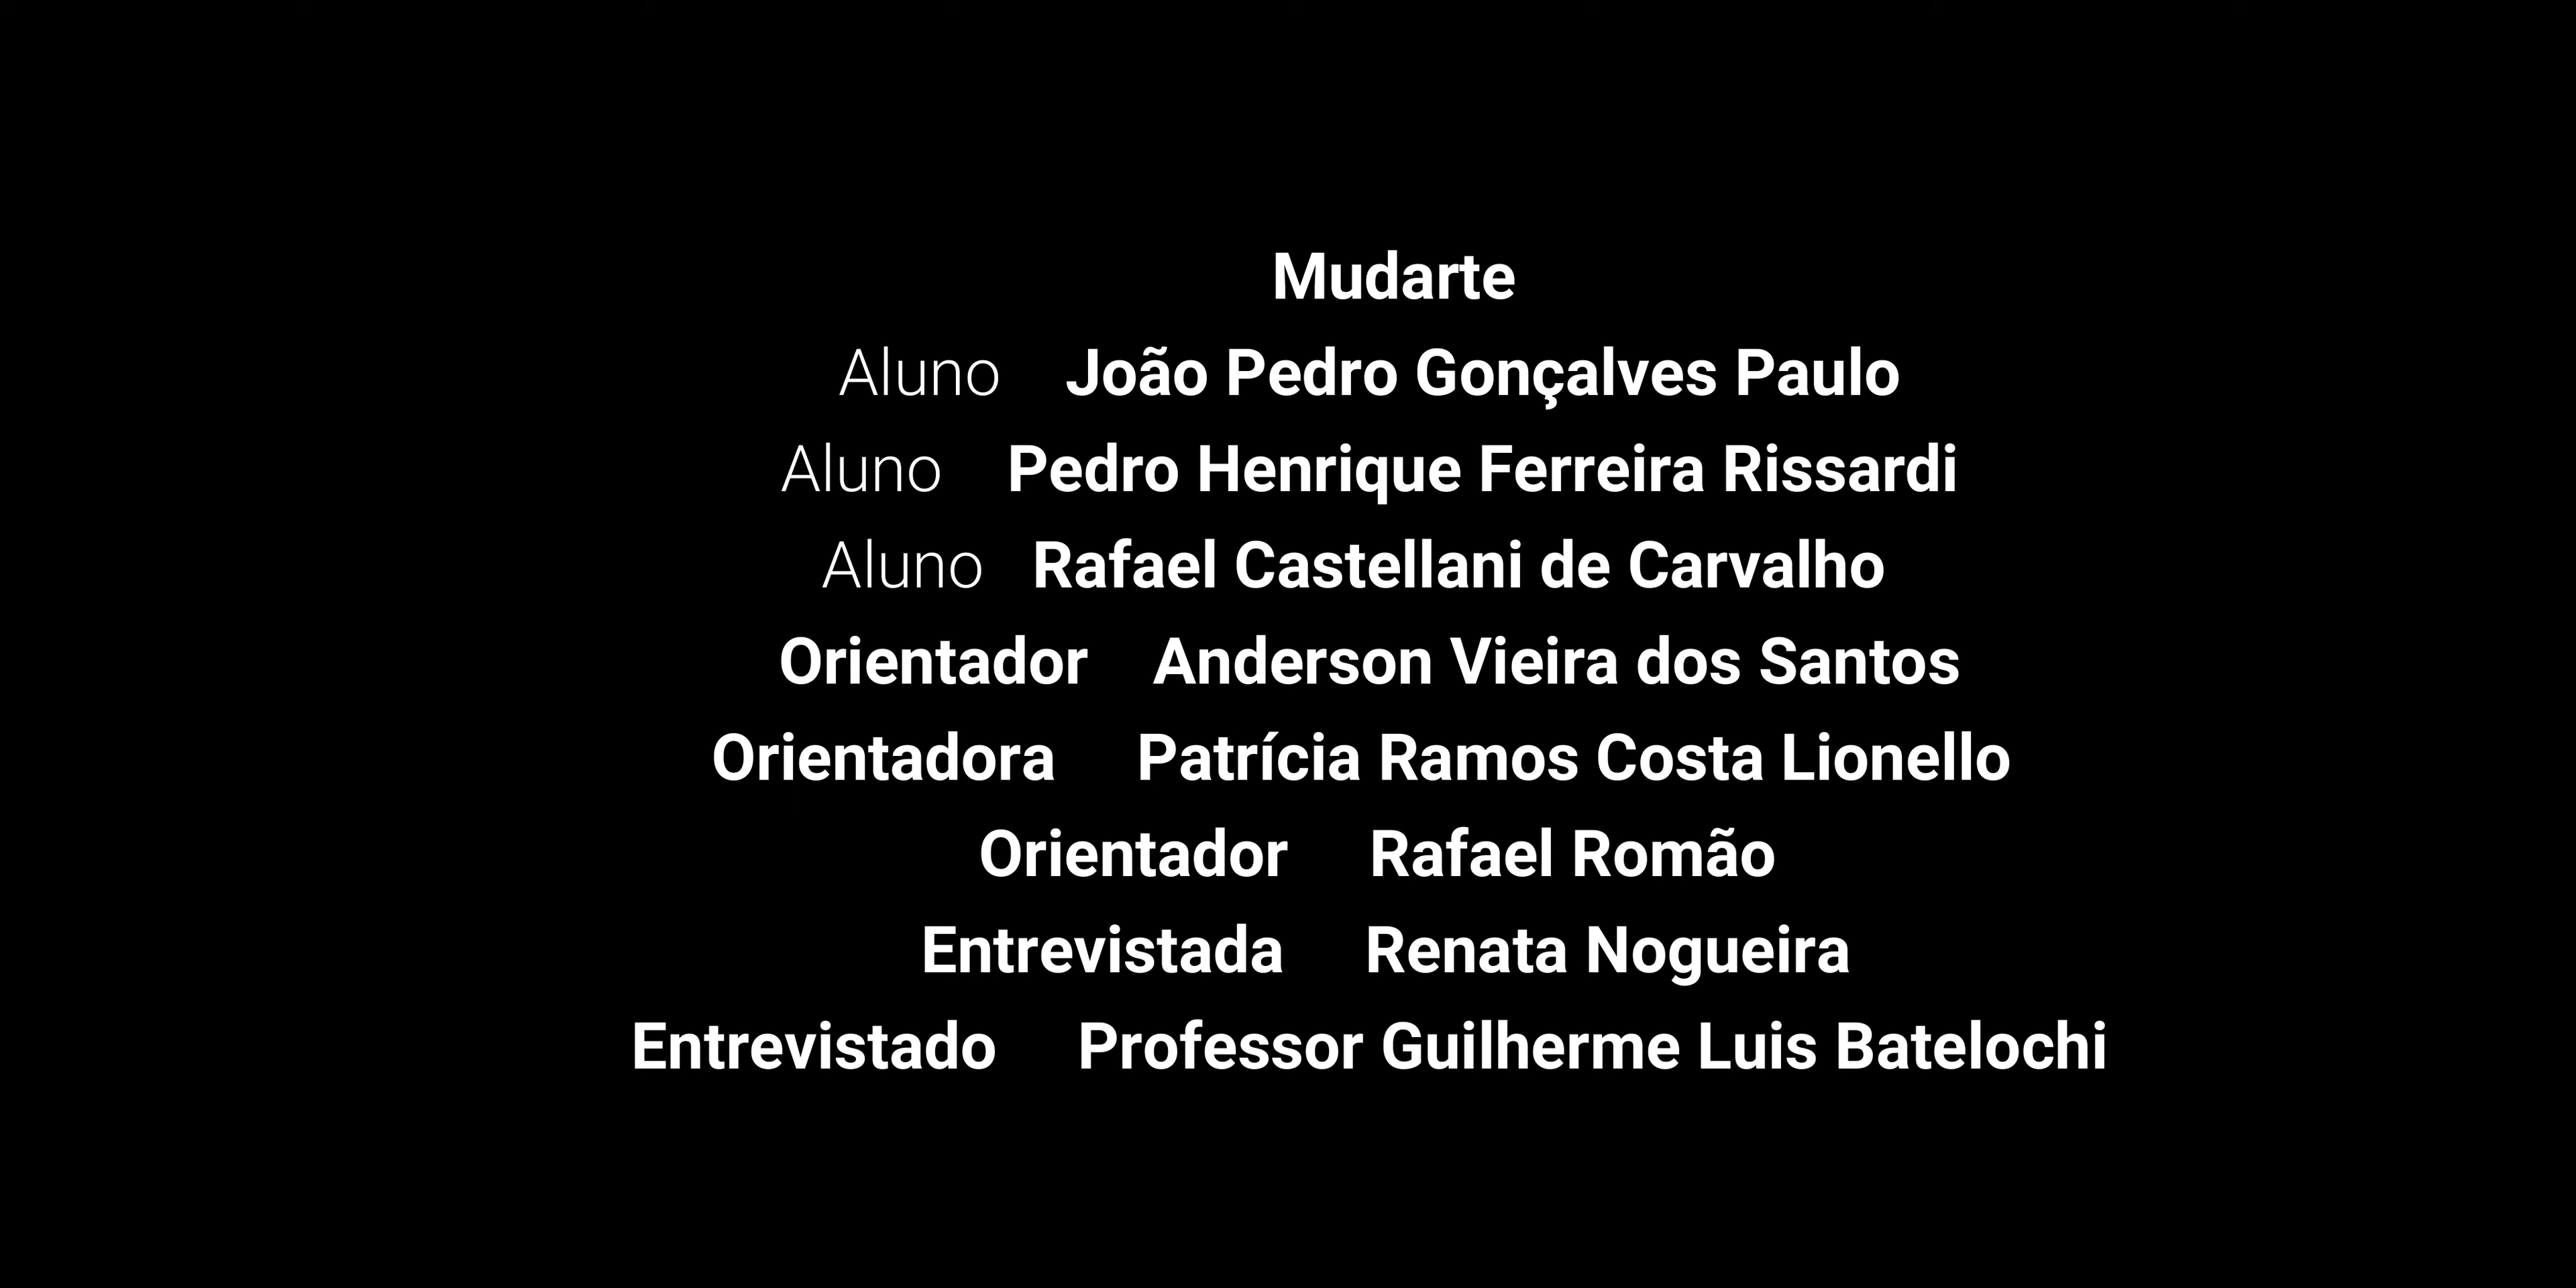 Mudarte
Aluno João Pedro Gonçalves Paulo
Aluno Pedro Henrique Ferreira Rissardi
Aluno Rafael Castellani de Carvalho
Orientador Anderson Vieira dos Santos
Orientadora Patrícia Ramos Costa Lionello
Orientador Rafael Romão
Entrevistada Renata Nogueira
Entrevistado Professor Guilherme Luis Batelochi